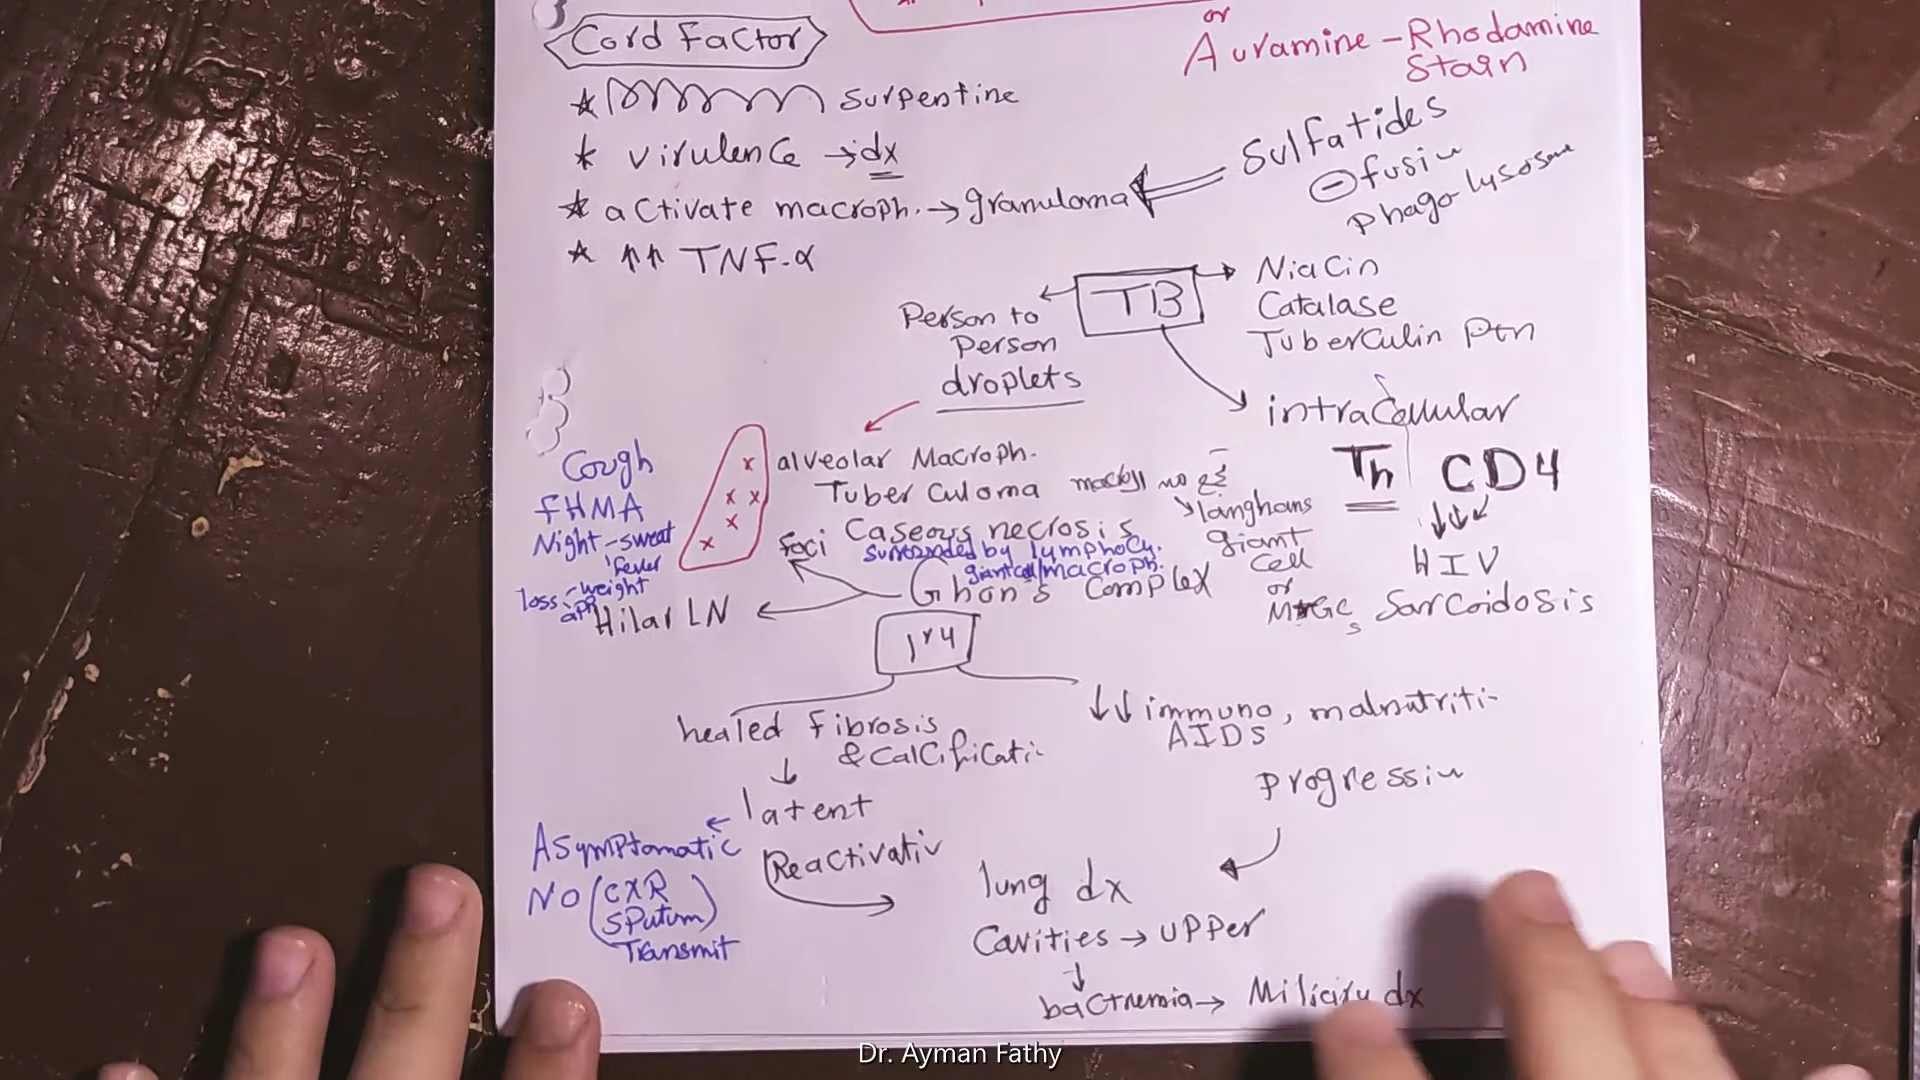 Cord Factor
or
Auramine - Rhodamine
Stain
* surpentine
* virulence → dx
* activate macroph. → granuloma
* ↑↑ TNF-α
Sulfatides
⊖ fusin
phagolysosome
TB
Person to
Person
droplets
Niacin
Catalase
Tuberculin Ptn
intracellular
Th CD4
↓↓↓
HIV
Sarcoidosis
alveolar Macroph.
Tuberculoma
langhans
giant
cell
or
foci Caseous necrosis
surrounded by lymphocy.
giant cell/macroph.
Ghon's Complex
Hilar LN
Cough
FHMA
Night-sweat
fever
loss-weight
app
1ry
healed Fibrosis
& Calcificati-
↓
latent
Reactivativ
↓↓ immuno, malnutriti-
AIDS
Progressin
Asymptomatic
NO (CXR
Sputum)
Transmit
lung dx
Cavities → upper
↓
bactremia → Miliary dx
Dr. Ayman Fathy